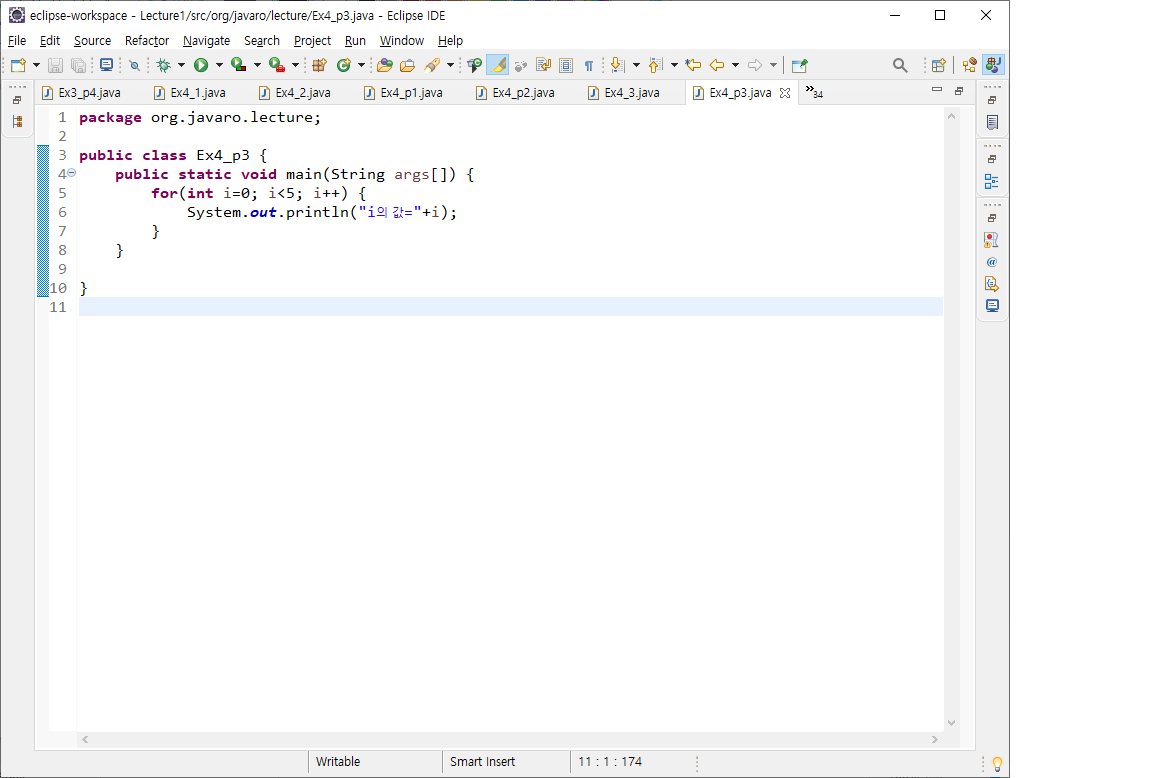 eclipse-workspace - Lecture1/src/org/javaro/lecture/Ex4_p3.java - Eclipse IDE
File Edit Source Refactor Navigate Search Project Run Window Help
Ex3_p4.java Ex4_1.java Ex4_2.java Ex4_p1.java Ex4_p2.java Ex4_3.java Ex4_p3.java »34
1 package org.javaro.lecture;
2
3 public class Ex4_p3 {
4 public static void main(String args[]) {
5 for(int i=0; i<5; i++) {
6 System.out.println("i의 값="+i);
7 }
8 }
9
10 }
11
Writable Smart Insert 11 : 1 : 174